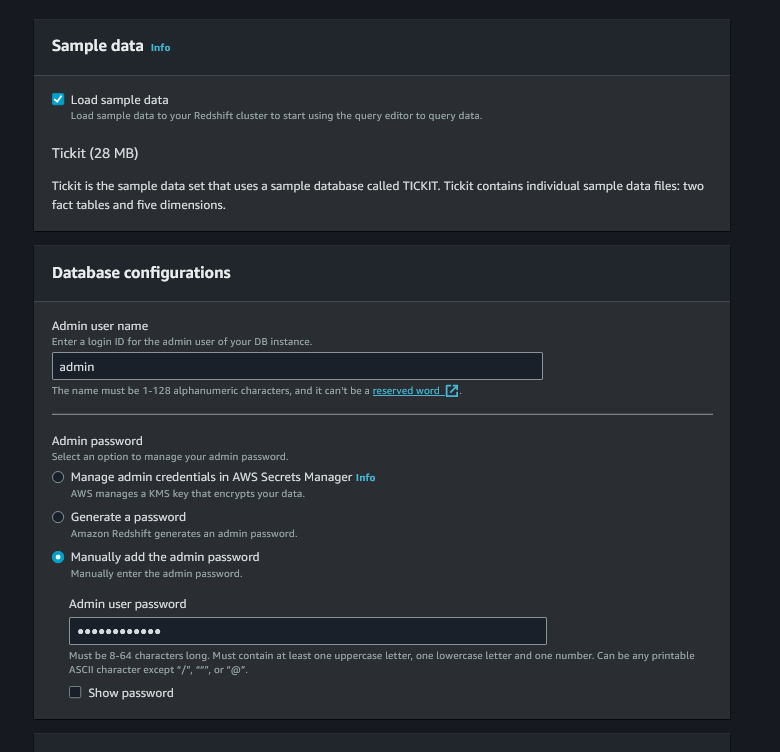 Sample data Info
Load sample data
Load sample data to your Redshift cluster to start using the query editor to query data.
Tickit (28 MB)
Tickit is the sample data set that uses a sample database called TICKIT. Tickit contains individual sample data files: two
fact tables and five dimensions.
Database configurations
Admin user name
Enter a login ID for the admin user of your DB instance.
admin
The name must be 1-128 alphanumeric characters, and it can't be a reserved word .
Admin password
Select an option to manage your admin password.
Manage admin credentials in AWS Secrets Manager Info
AWS manages a KMS key that encrypts your data.
Generate a password
Amazon Redshift generates an admin password.
Manually add the admin password
Manually enter the admin password.
Admin user password
••••••••••••
Must be 8-64 characters long. Must contain at least one uppercase letter, one lowercase letter and one number. Can be any printable
ASCII character except “/”, “"”, or “@”.
Show password